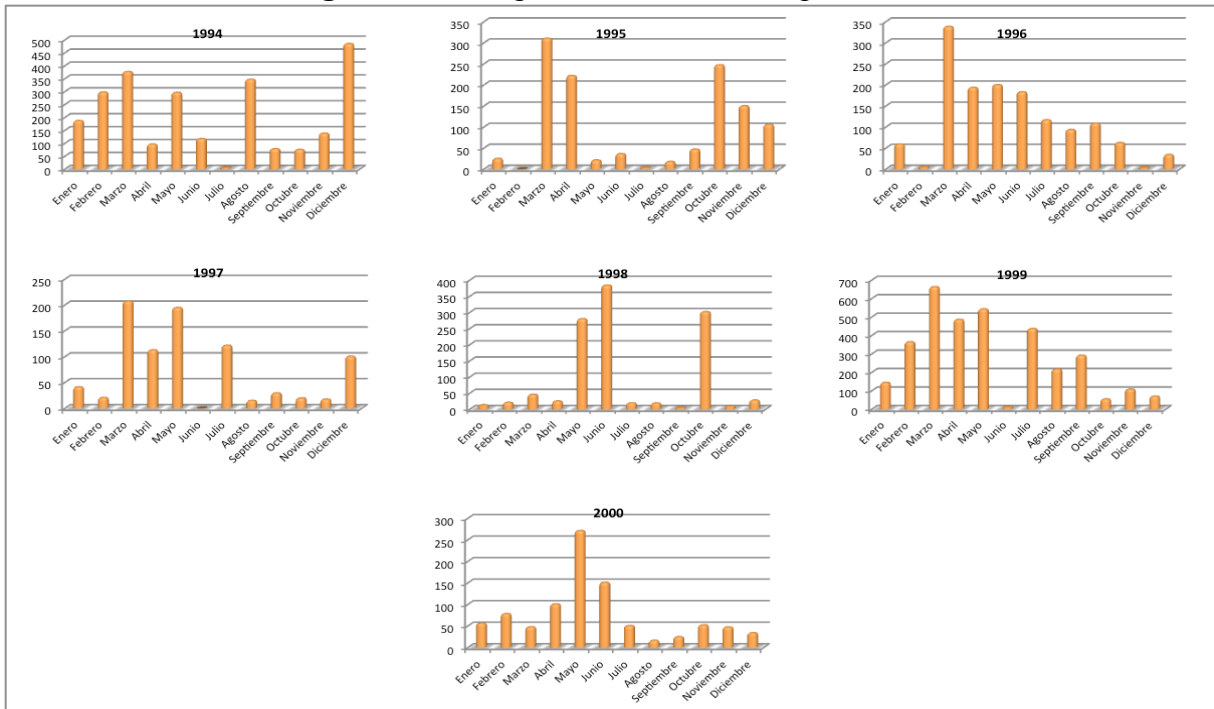 1994
500
450
400
350
300
250
200
150
100
50
0
Enero
Febrero
Marzo
Abril
Mayo
Junio
Julio
Agosto
Septiembre
Octubre
Noviembre
Diciembre
1995
350
300
250
200
150
100
50
0
Enero
Febrero
Marzo
Abril
Mayo
Junio
Julio
Agosto
Septiembre
Octubre
Noviembre
Diciembre
1996
350
300
250
200
150
100
50
0
Enero
Febrero
Marzo
Abril
Mayo
Junio
Julio
Agosto
Septiembre
Octubre
Noviembre
Diciembre
1997
250
200
150
100
50
0
Enero
Febrero
Marzo
Abril
Mayo
Junio
Julio
Agosto
Septiembre
Octubre
Noviembre
Diciembre
1998
400
350
300
250
200
150
100
50
0
Enero
Febrero
Marzo
Abril
Mayo
Junio
Julio
Agosto
Septiembre
Octubre
Noviembre
Diciembre
1999
700
600
500
400
300
200
100
0
Enero
Febrero
Marzo
Abril
Mayo
Junio
Julio
Agosto
Septiembre
Octubre
Noviembre
Diciembre
2000
300
250
200
150
100
50
0
Enero
Febrero
Marzo
Abril
Mayo
Junio
Julio
Agosto
Septiembre
Octubre
Noviembre
Diciembre